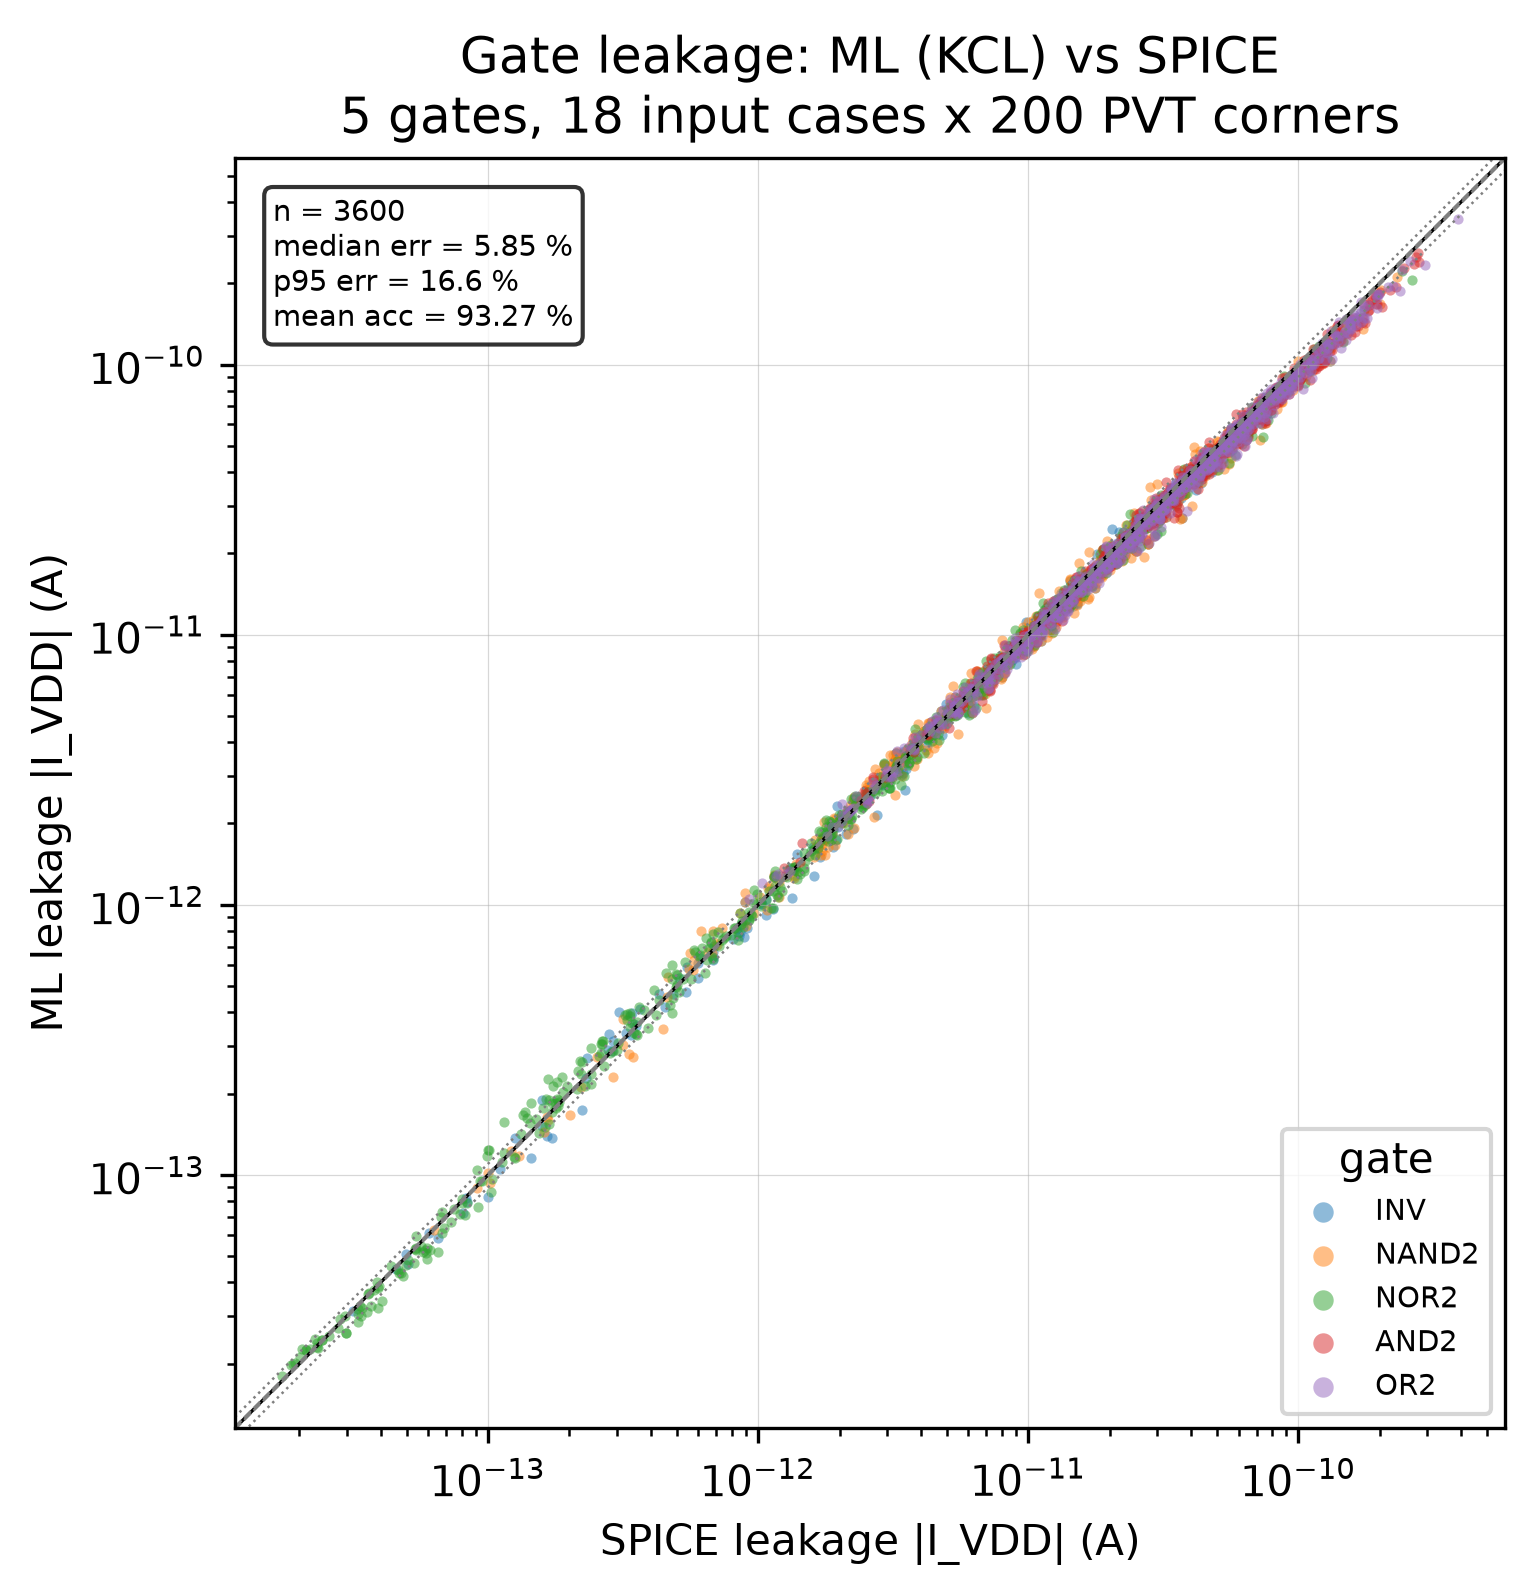 Gate leakage: ML (KCL) vs SPICE
5 gates, 18 input cases x 200 PVT corners
n = 3600
median err = 5.85 %
p95 err = 16.6 %
mean acc = 93.27 %
ML leakage |I_VDD| (A)
10⁻¹⁰
10⁻¹¹
10⁻¹²
10⁻¹³
gate
INV
NAND2
NOR2
AND2
OR2
10⁻¹³ 10⁻¹² 10⁻¹¹ 10⁻¹⁰
SPICE leakage |I_VDD| (A)